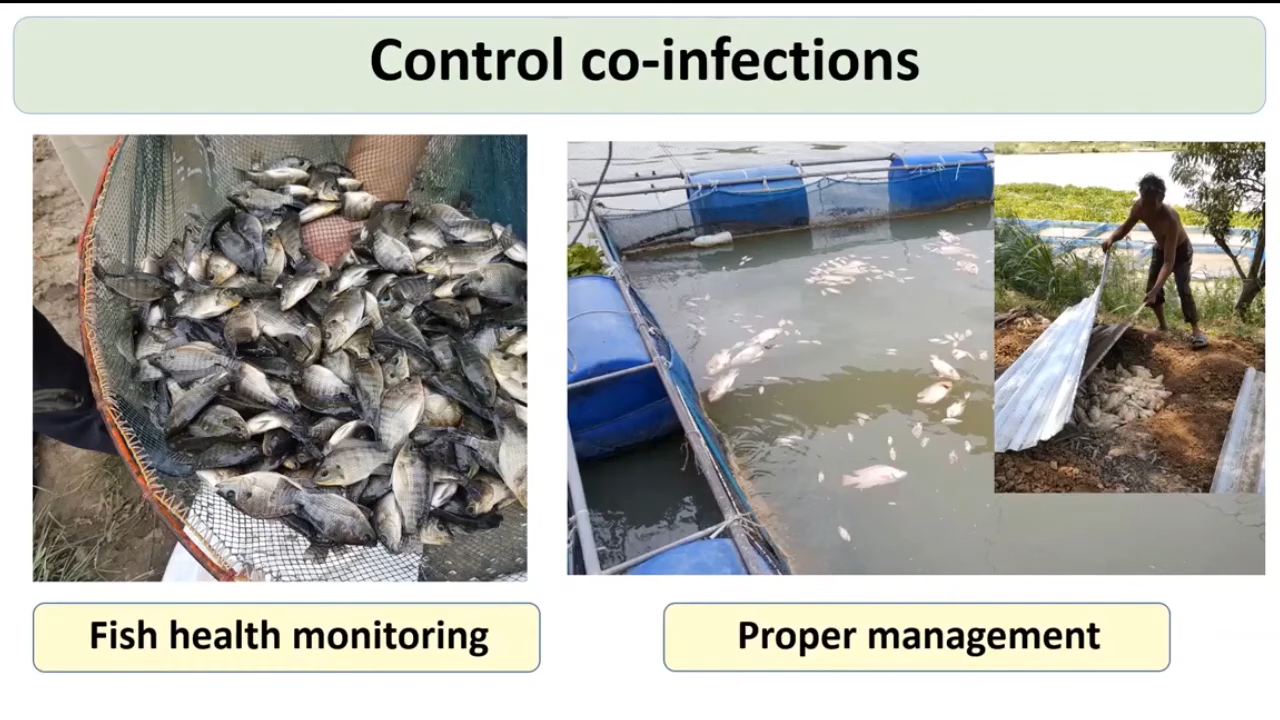 Control co-infections
Fish health monitoring
Proper management